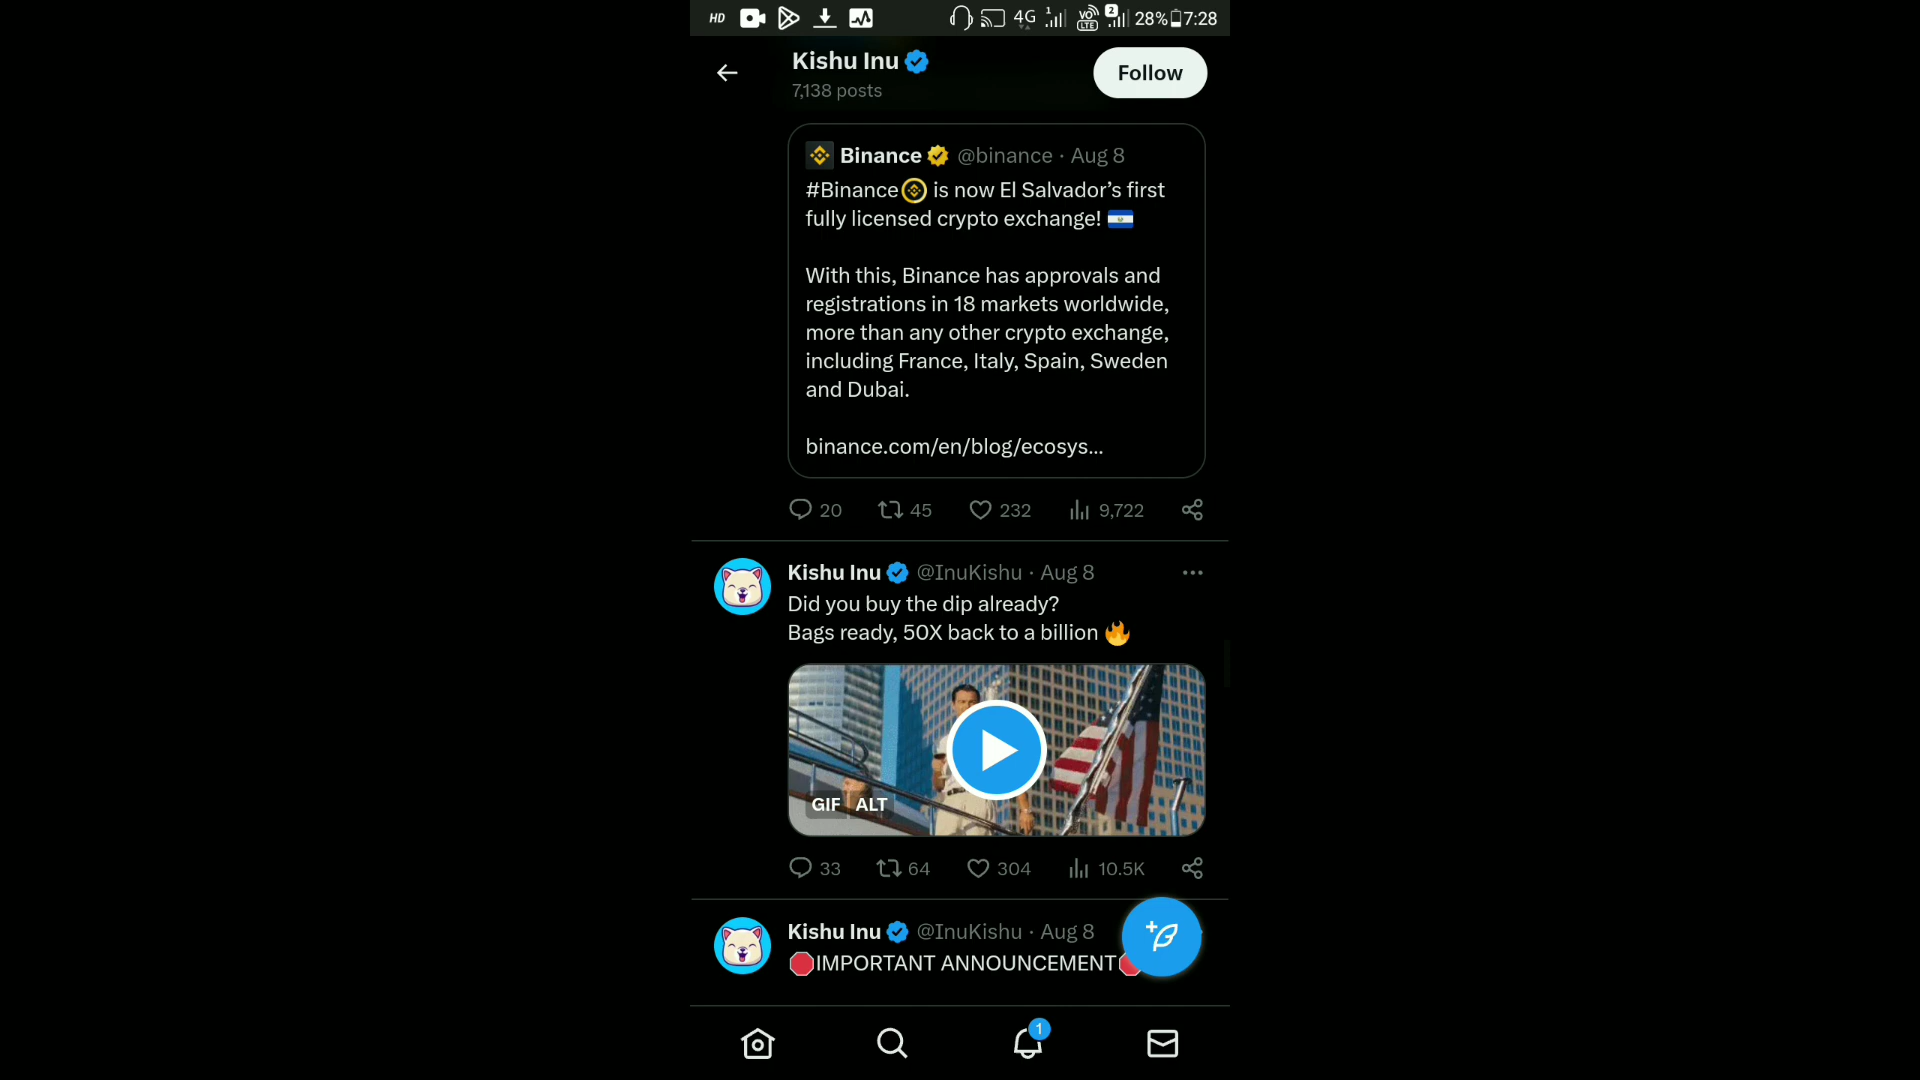 HD 4G 1 VO LTE 2 28% 7:28
Kishu Inu
7,138 posts
Follow
Binance @binance · Aug 8
#Binance is now El Salvador’s first
fully licensed crypto exchange!
With this, Binance has approvals and
registrations in 18 markets worldwide,
more than any other crypto exchange,
including France, Italy, Spain, Sweden
and Dubai.
binance.com/en/blog/ecosys...
20 45 232 9,722
Kishu Inu @InuKishu · Aug 8
Did you buy the dip already?
Bags ready, 50X back to a billion
GIF ALT
33 64 304 10.5K
Kishu Inu @InuKishu · Aug 8
IMPORTANT ANNOUNCEMENT
1